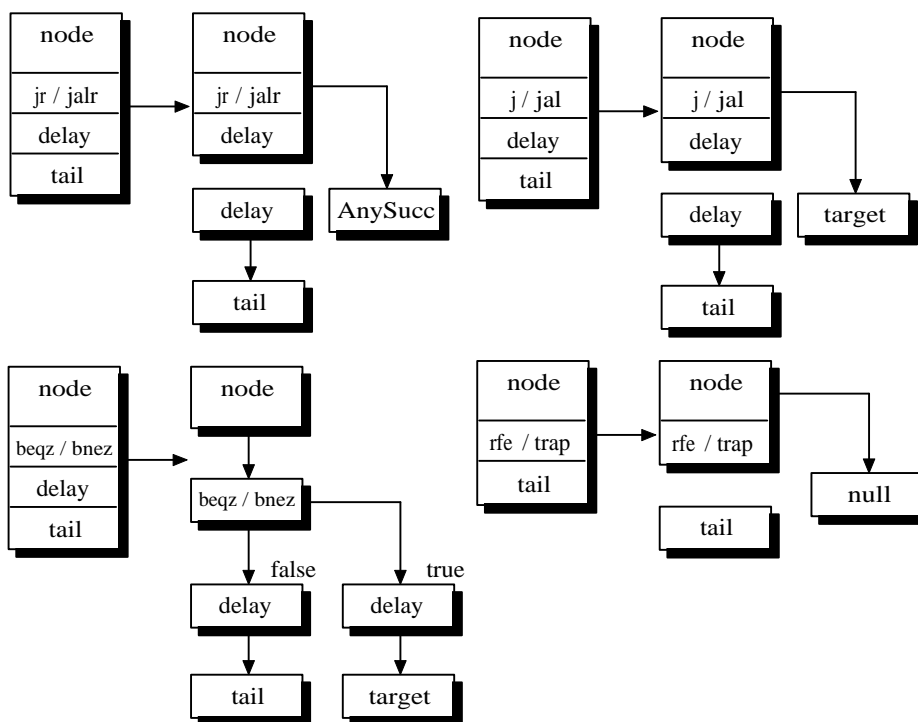 node
jr / jalr
delay
tail
node
jr / jalr
delay
AnySucc
delay
tail
node
j / jal
delay
tail
node
j / jal
delay
target
delay
tail
node
beqz / bnez
delay
tail
node
beqz / bnez
false
true
delay
delay
tail
target
node
rfe / trap
tail
node
rfe / trap
null
tail